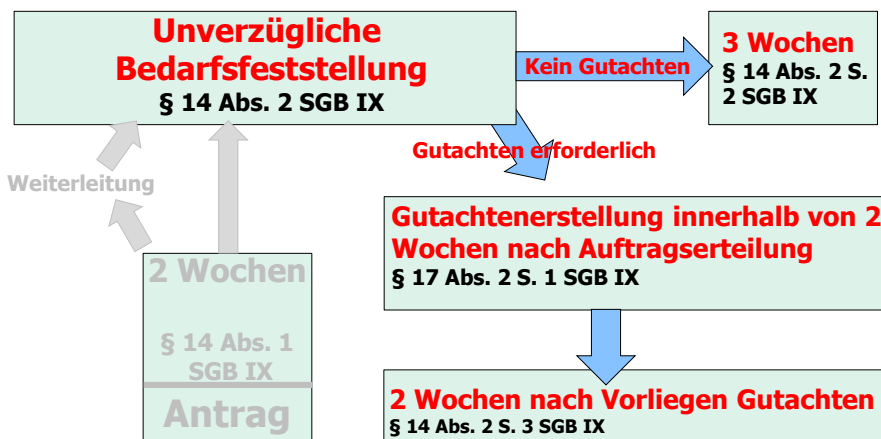 Unverzügliche
Bedarfsfeststellung
§ 14 Abs. 2 SGB IX
Kein Gutachten
3 Wochen
§ 14 Abs. 2 S.
2 SGB IX
Gutachten erforderlich
Weiterleitung
Gutachtenerstellung innerhalb von 2
Wochen nach Auftragserteilung
§ 17 Abs. 2 S. 1 SGB IX
2 Wochen
§ 14 Abs. 1
SGB IX
Antrag
2 Wochen nach Vorliegen Gutachten
§ 14 Abs. 2 S. 3 SGB IX